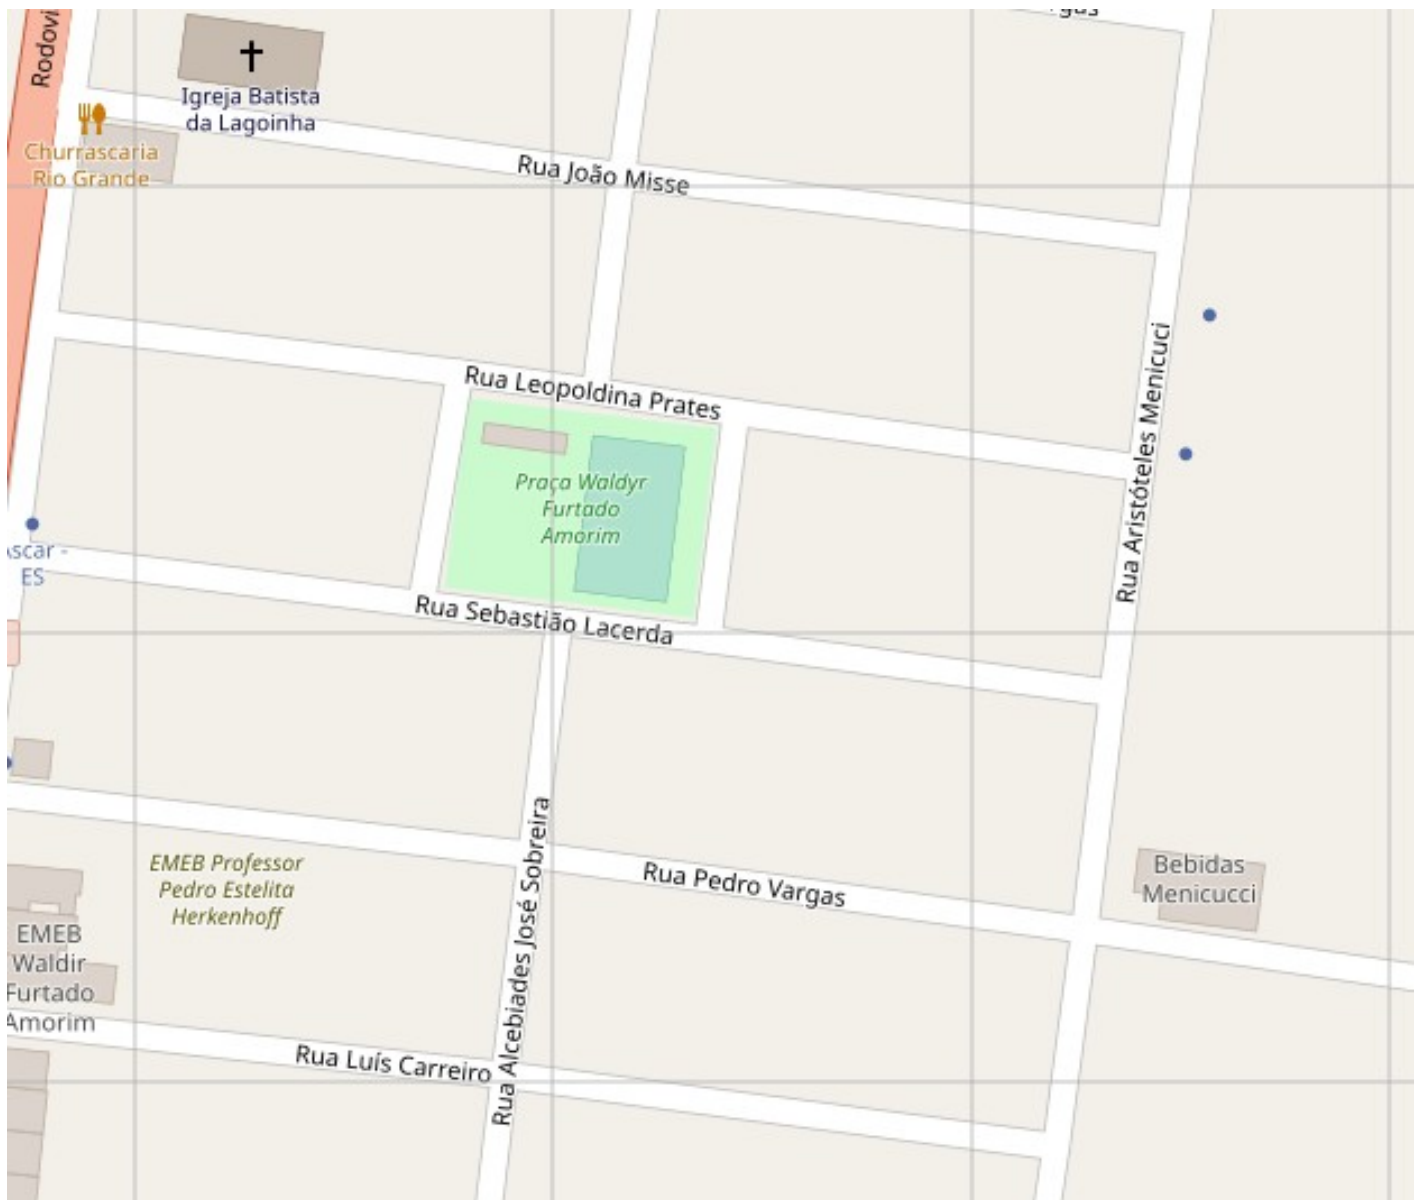 Rodovi
Igreja Batista
da Lagoinha
Churrascaria
Rio Grande
Rua João Misse
Rua Leopoldina Prates
Praça Waldyr
Furtado
Amorim
Rua Aristóteles Menicuci
ES
Rua Sebastião Lacerda
Rua Alcebiades José Sobreira
EMEB Professor
Pedro Estelita
Herkenhoff
Rua Pedro Vargas
Bebidas
Menicucci
EMEB
Waldir
Furtado
Amorim
Rua Luís Carreiro